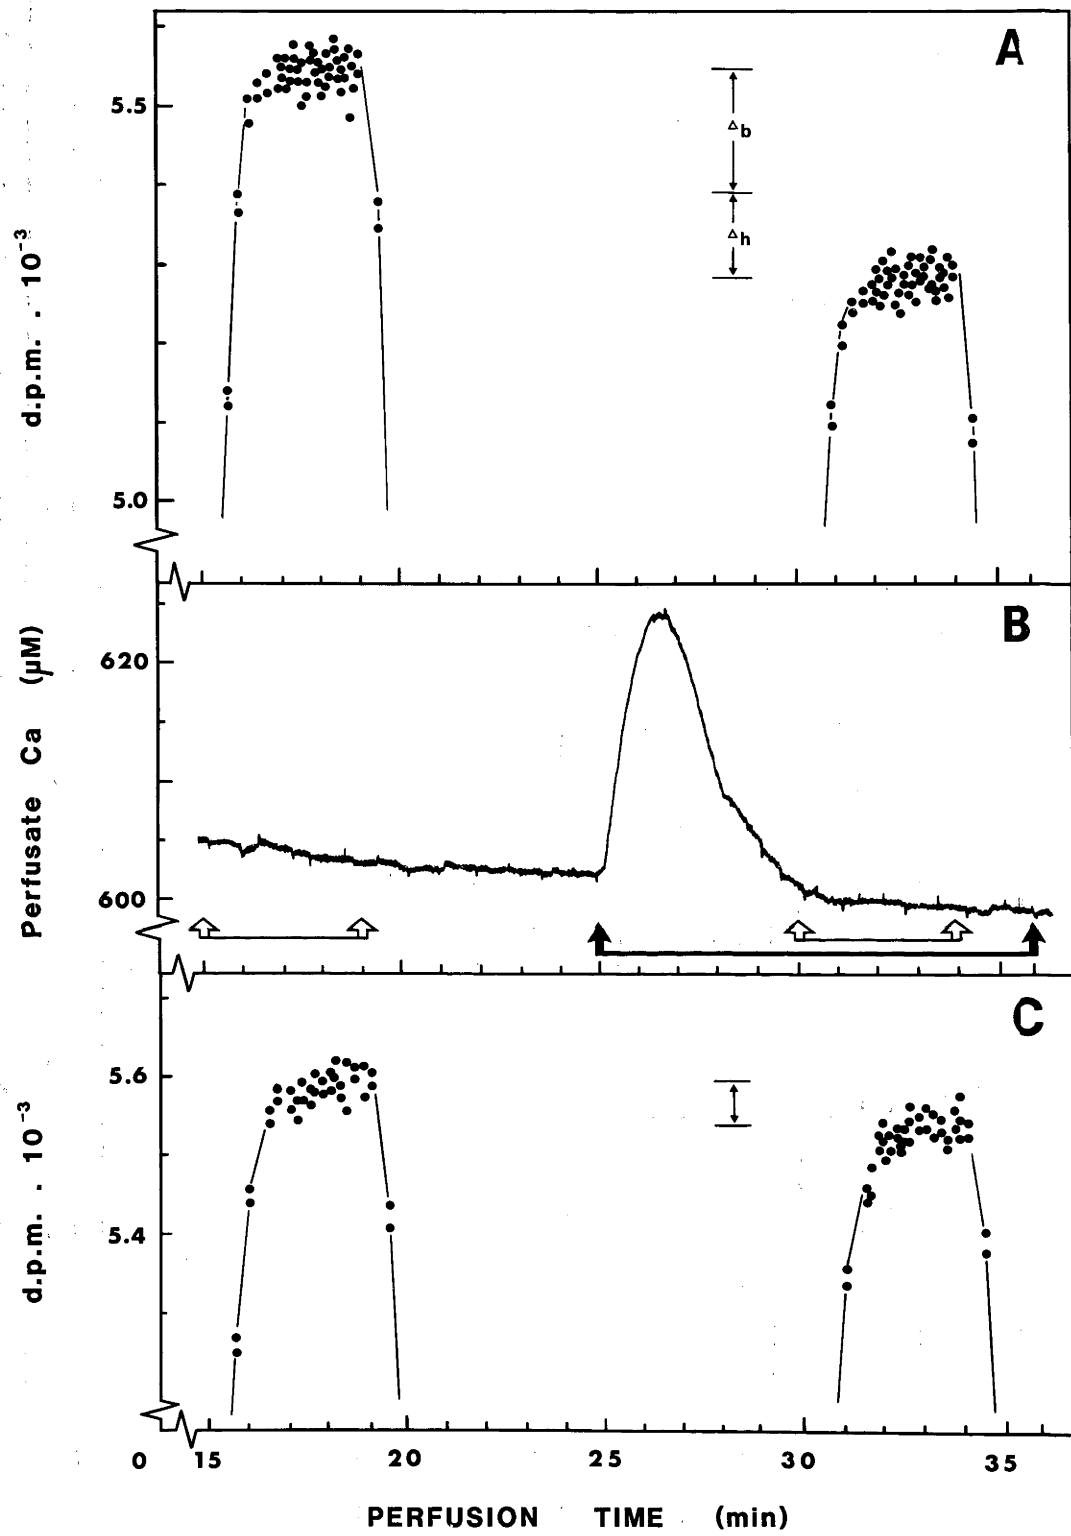 A
5.5
Δb
Δh
5.0
d.p.m. . 10⁻³
B
620
600
Perfusate Ca (µM)
C
5.6
5.4
d.p.m. . 10⁻³
0 15 20 25 30 35
PERFUSION TIME (min)